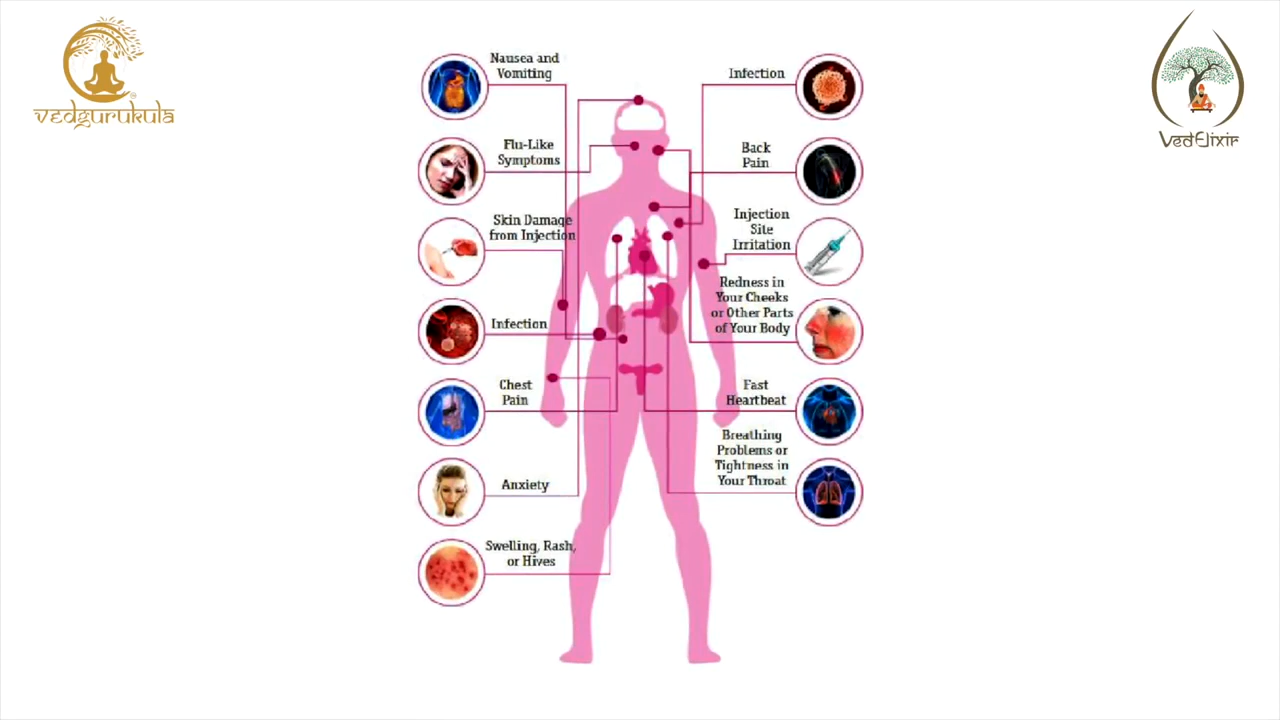 vedgurukula
VedElixir
Nausea and
Vomiting
Flu-Like
Symptoms
Skin Damage
from Injection
Infection
Chest
Pain
Anxiety
Swelling, Rash,
or Hives
Infection
Back
Pain
Injection
Site
Irritation
Redness in
Your Cheeks
or Other Parts
of Your Body
Fast
Heartbeat
Breathing
Problems or
Tightness in
Your Throat